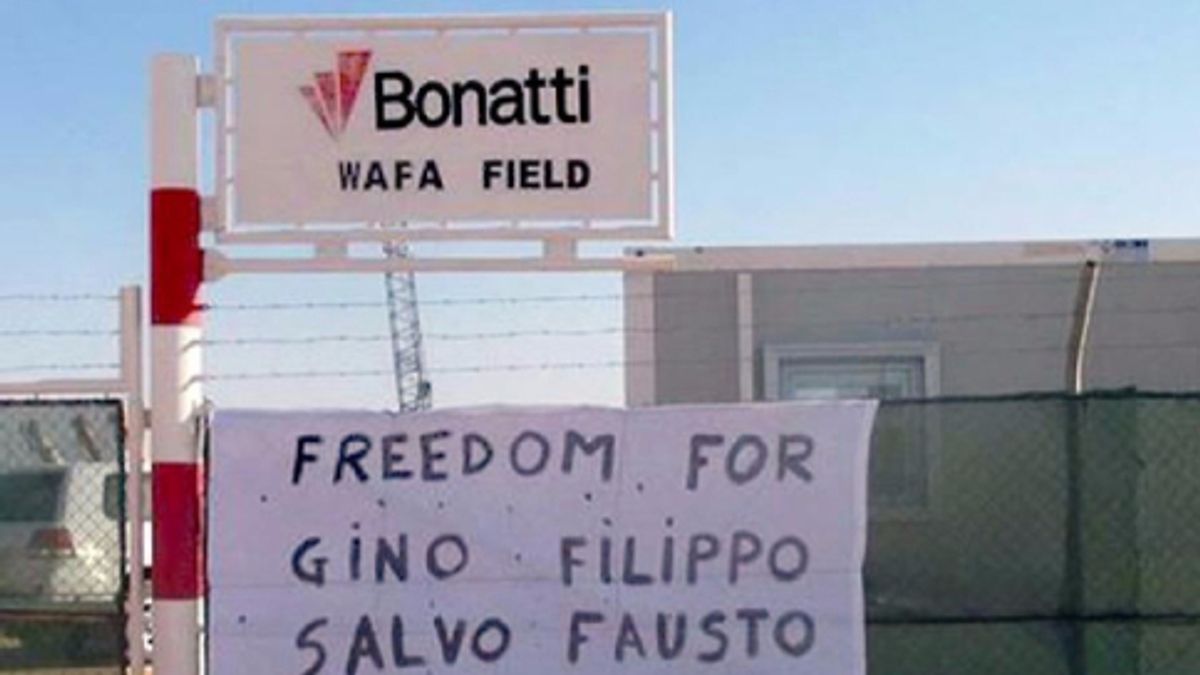 Bonatti
WAFA FIELD
FREEDOM FOR
GiNO FiLiPPO
SALVO FAUSTO